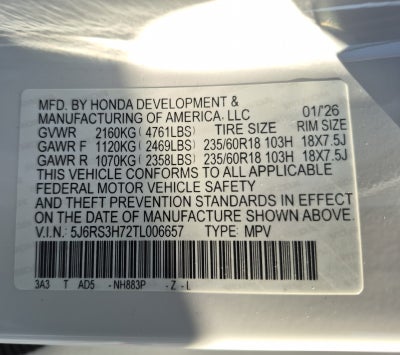 MFD. BY HONDA DEVELOPMENT &
MANUFACTURING OF AMERICA, LLC 01/26
GVWR 2160KG (4761LBS) TIRE SIZE RIM SIZE
GAWR F 1120KG (2469LBS) 235/60R18 103H 18X7.5J
GAWR R 1070KG (2358LBS) 235/60R18 103H 18X7.5J
THIS VEHICLE CONFORMS TO ALL APPLICABLE
FEDERAL MOTOR VEHICLE SAFETY
AND THEFT PREVENTION STANDARDS IN EFFECT
ON THE DATE OF MANUFACTURE SHOWN ABOVE.
V.I.N.: 5J6RS3H72TL006657 TYPE: MPV
3A3 T AD5 -NH883P -Z -L